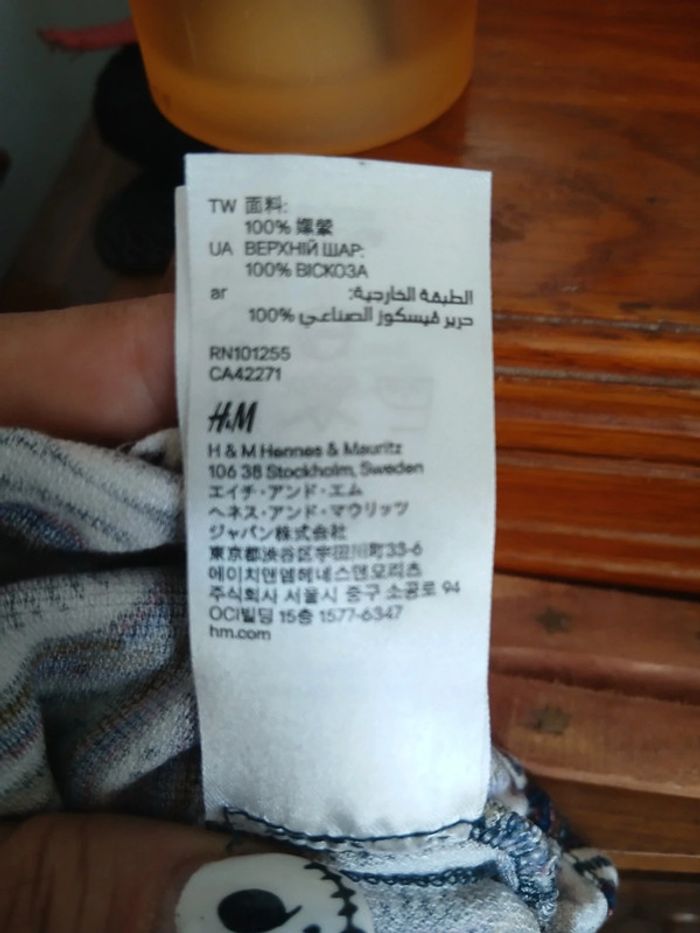 TW 面料:
100% 嫘縈
UA ВЕРХНІЙ ШАР:
100% ВІСКОЗА
ar الطبقة الخارجية:
حرير فيسكوز الصناعي %100
RN101255
CA42271
H&M
H & M Hennes & Mauritz
106 38 Stockholm, Sweden
エイチ・アンド・エム
ヘネス・アンド・マウリッツ
ジャパン株式会社
東京都渋谷区宇田川町33-6
에이치앤엠헤네스앤모리츠
주식회사 서울시 중구 소공로 94
OCI빌딩 15층 1577-6347
hm.com